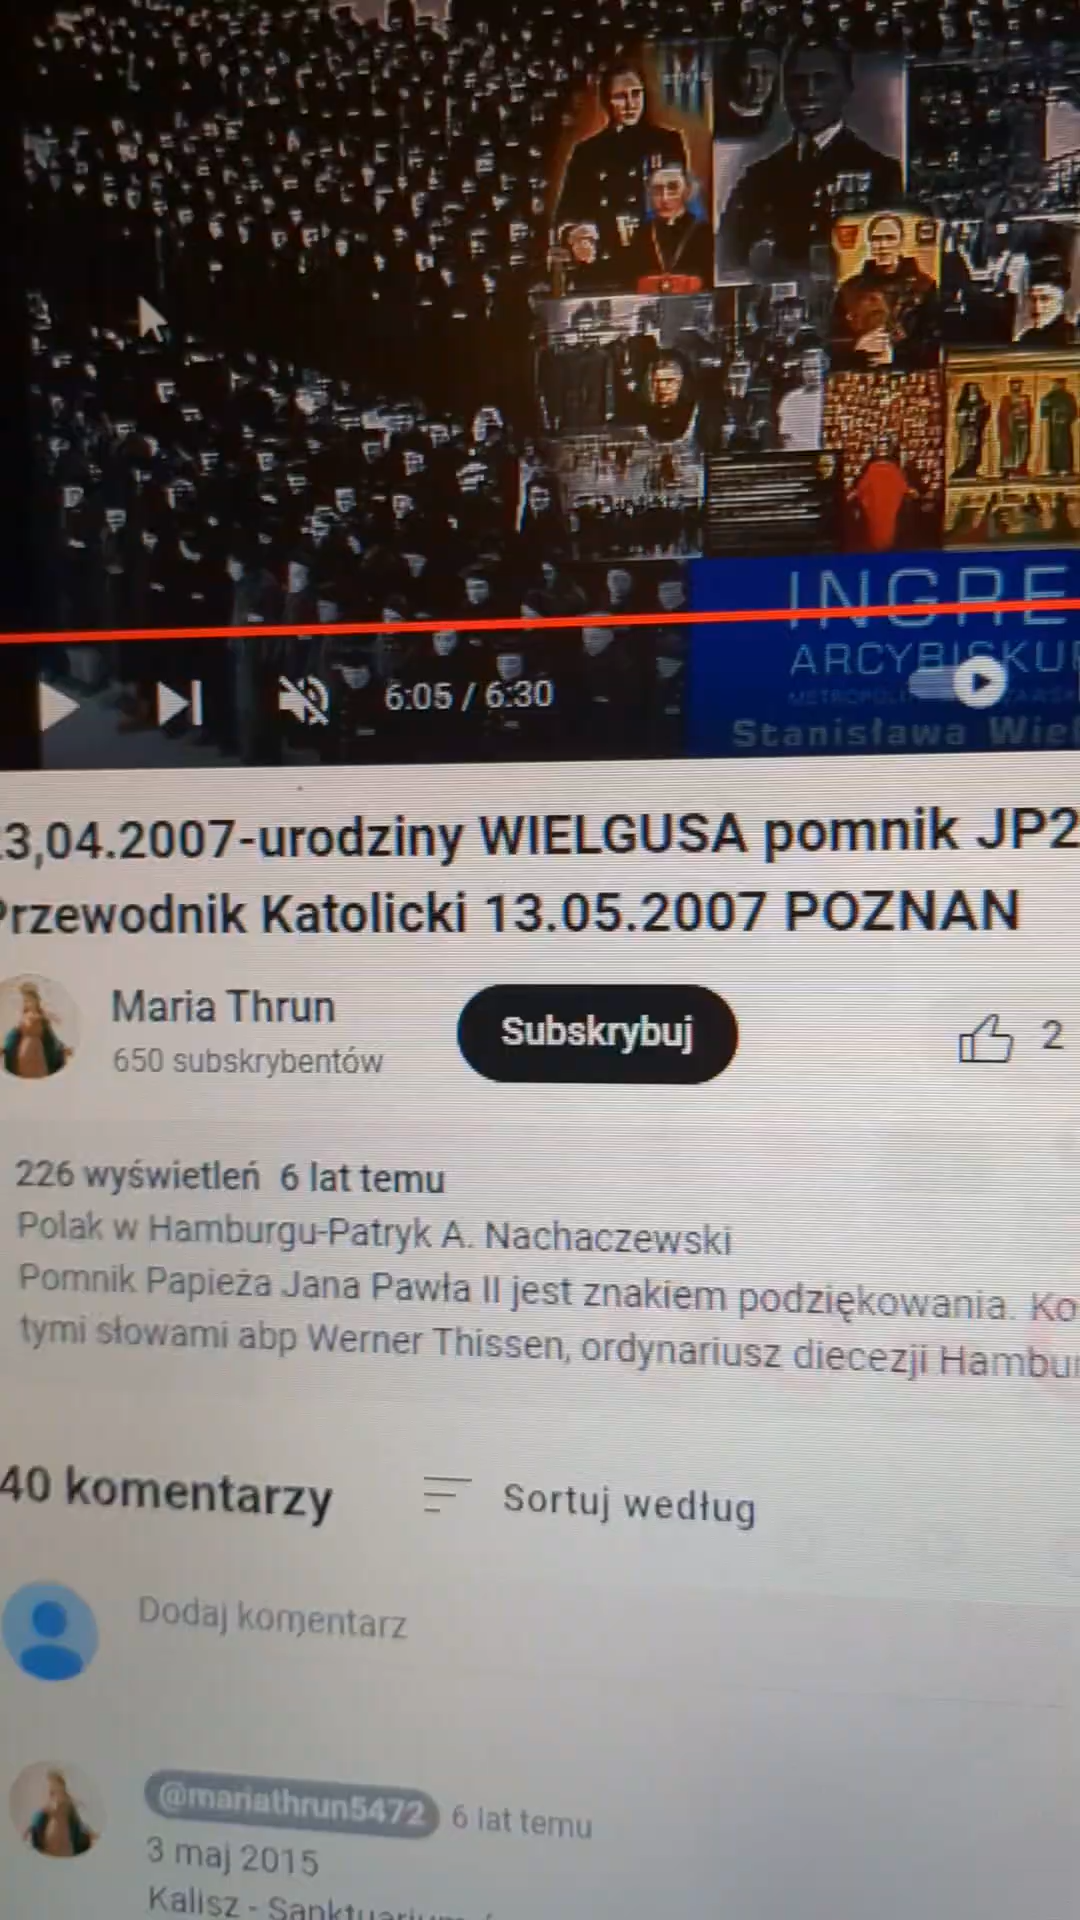 INGRE
ARCYBISKU
Stanisława Wiel
6:05 / 6:30
3,04.2007-urodziny WIELGUSA pomnik JP2
Przewodnik Katolicki 13.05.2007 POZNAN
Maria Thrun
650 subskrybentów
Subskrybuj
2
226 wyświetleń 6 lat temu
Polak w Hamburgu-Patryk A. Nachaczewski
Pomnik Papieża Jana Pawła II jest znakiem podziękowania. Ko
tymi słowami abp Werner Thissen, ordynariusz diecezji Hambu
40 komentarzy
Sortuj według
Dodaj komentarz
@mariathrun5472 6 lat temu
3 maj 2015
Kalisz - Sanktuarium